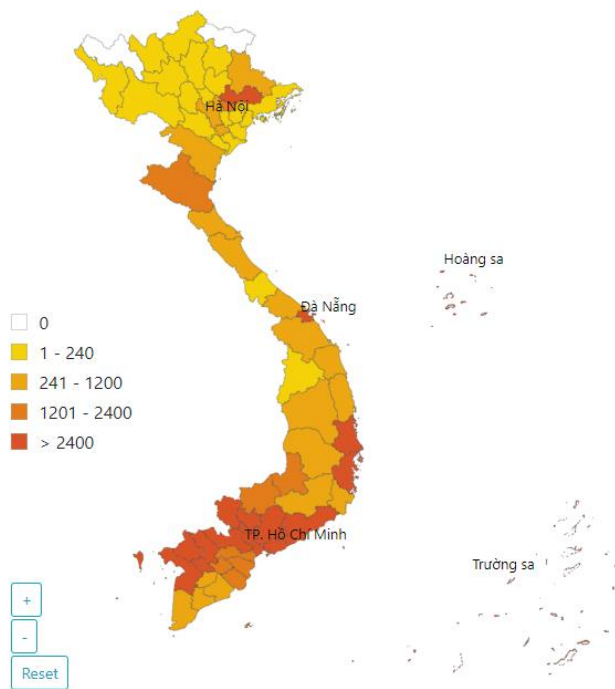 Hà Nội
Hoàng sa
Đà Nẵng
0
1 - 240
241 - 1200
1201 - 2400
> 2400
TP. Hồ Chí Minh
Trường sa
+
-
Reset